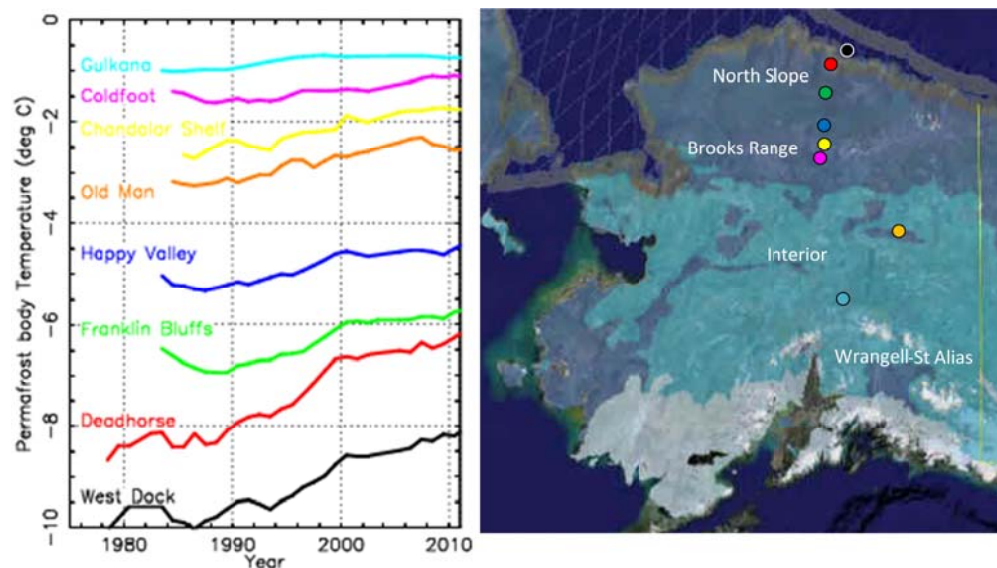 Permafrost body Temperature (deg C)
0
−2
−4
−6
−8
−10
Gulkana
Coldfoot
Chandalar Shelf
Old Man
Happy Valley
Franklin Bluffs
Deadhorse
West Dock
1980
1990
2000
2010
Year
North Slope
Brooks Range
Interior
Wrangell-St Alias